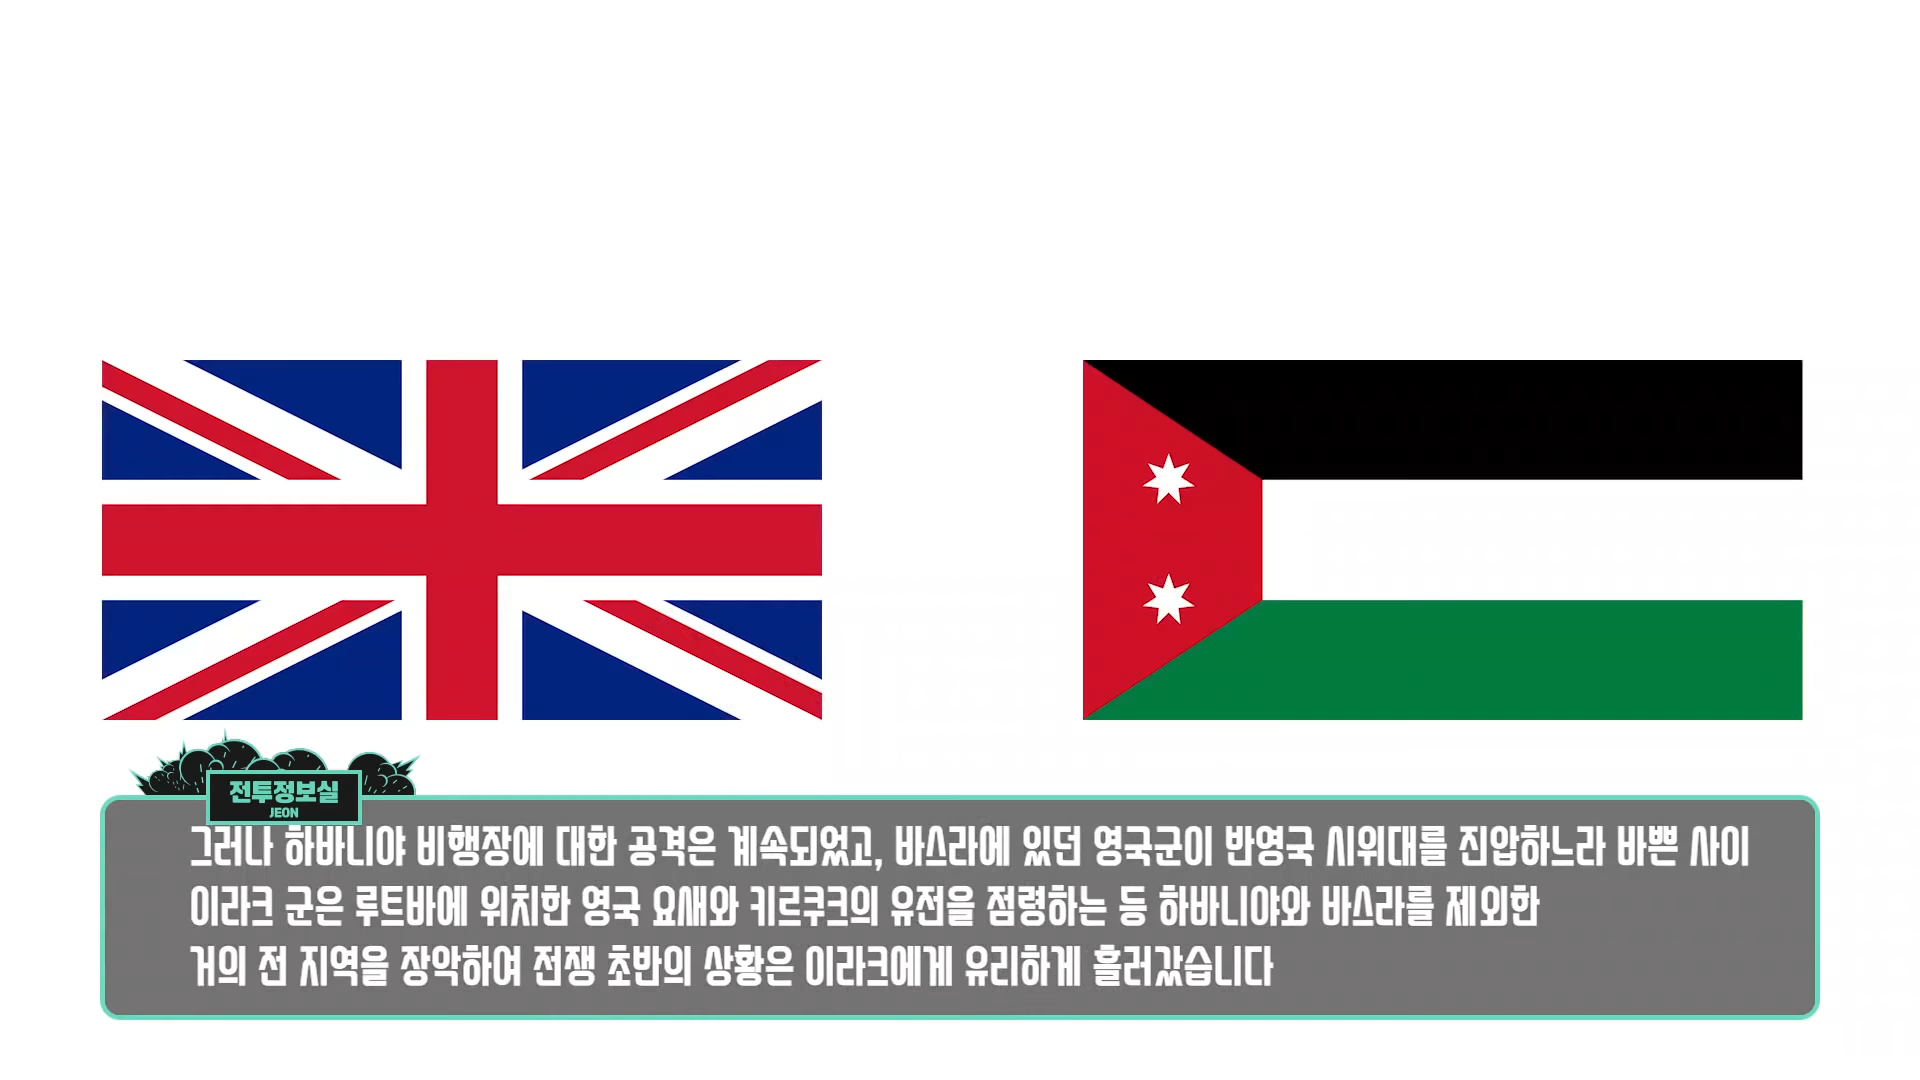 전투정보실
JEON
그러나 하바니야 비행장에 대한 공격은 계속되었고, 바스라에 있던 영국군이 반영국 시위대를 진압하느라 바쁜 사이
이라크 군은 루트바에 위치한 영국 요새와 키르쿠크의 유전을 점령하는 등 하바니야와 바스라를 제외한
거의 전 지역을 장악하여 전쟁 초반의 상황은 이라크에게 유리하게 흘러갔습니다